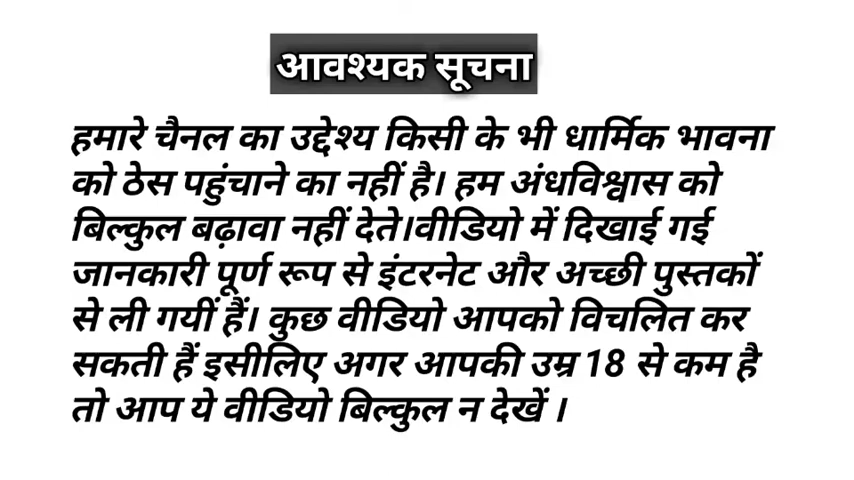 आवश्यक सूचना
हमारे चैनल का उद्देश्य किसी के भी धार्मिक भावना
को ठेस पहुंचाने का नहीं है। हम अंधविश्वास को
बिल्कुल बढ़ावा नहीं देते।वीडियो में दिखाई गई
जानकारी पूर्ण रूप से इंटरनेट और अच्छी पुस्तकों
से ली गयीं हैं। कुछ वीडियो आपको विचलित कर
सकती हैं इसीलिए अगर आपकी उम्र 18 से कम है
तो आप ये वीडियो बिल्कुल न देखें ।